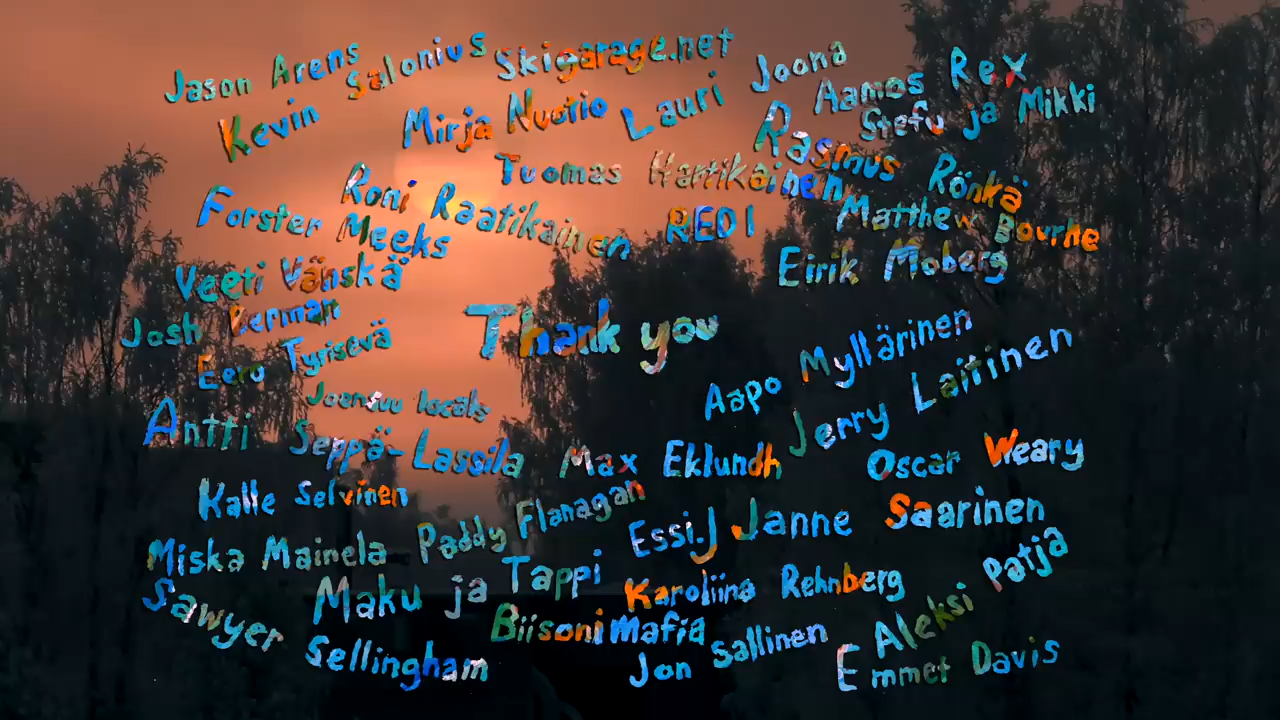 Jason Arens
Kevin Salonius
Skigarage.net
Joona
Mirja Nuotio
Lauri
Aamos Rex
Stefu ja Mikki
Rasmus Rönkä
Tuomas Hartikainen
Roni Raatikainen
Forster Meeks
REDI
Matthew Bourke
Eirik Moberg
Veeti Vänskä
Josh Berman
Thank you
Eero Tyrisevä
Aapo Myllärinen
Joensuu locals
Jerry Laitinen
Antti Seppä-Lassila
Max Eklundh
Oscar Weary
Kalle Selvinen
Paddy Flanagan
Essi.J
Janne Saarinen
Miska Mainela
Maku ja Tappi
Karoliina Rehnberg
Aleksi Patja
Sawyer Sellingham
Biisonimafia
Jon Sallinen
Emmet Davis